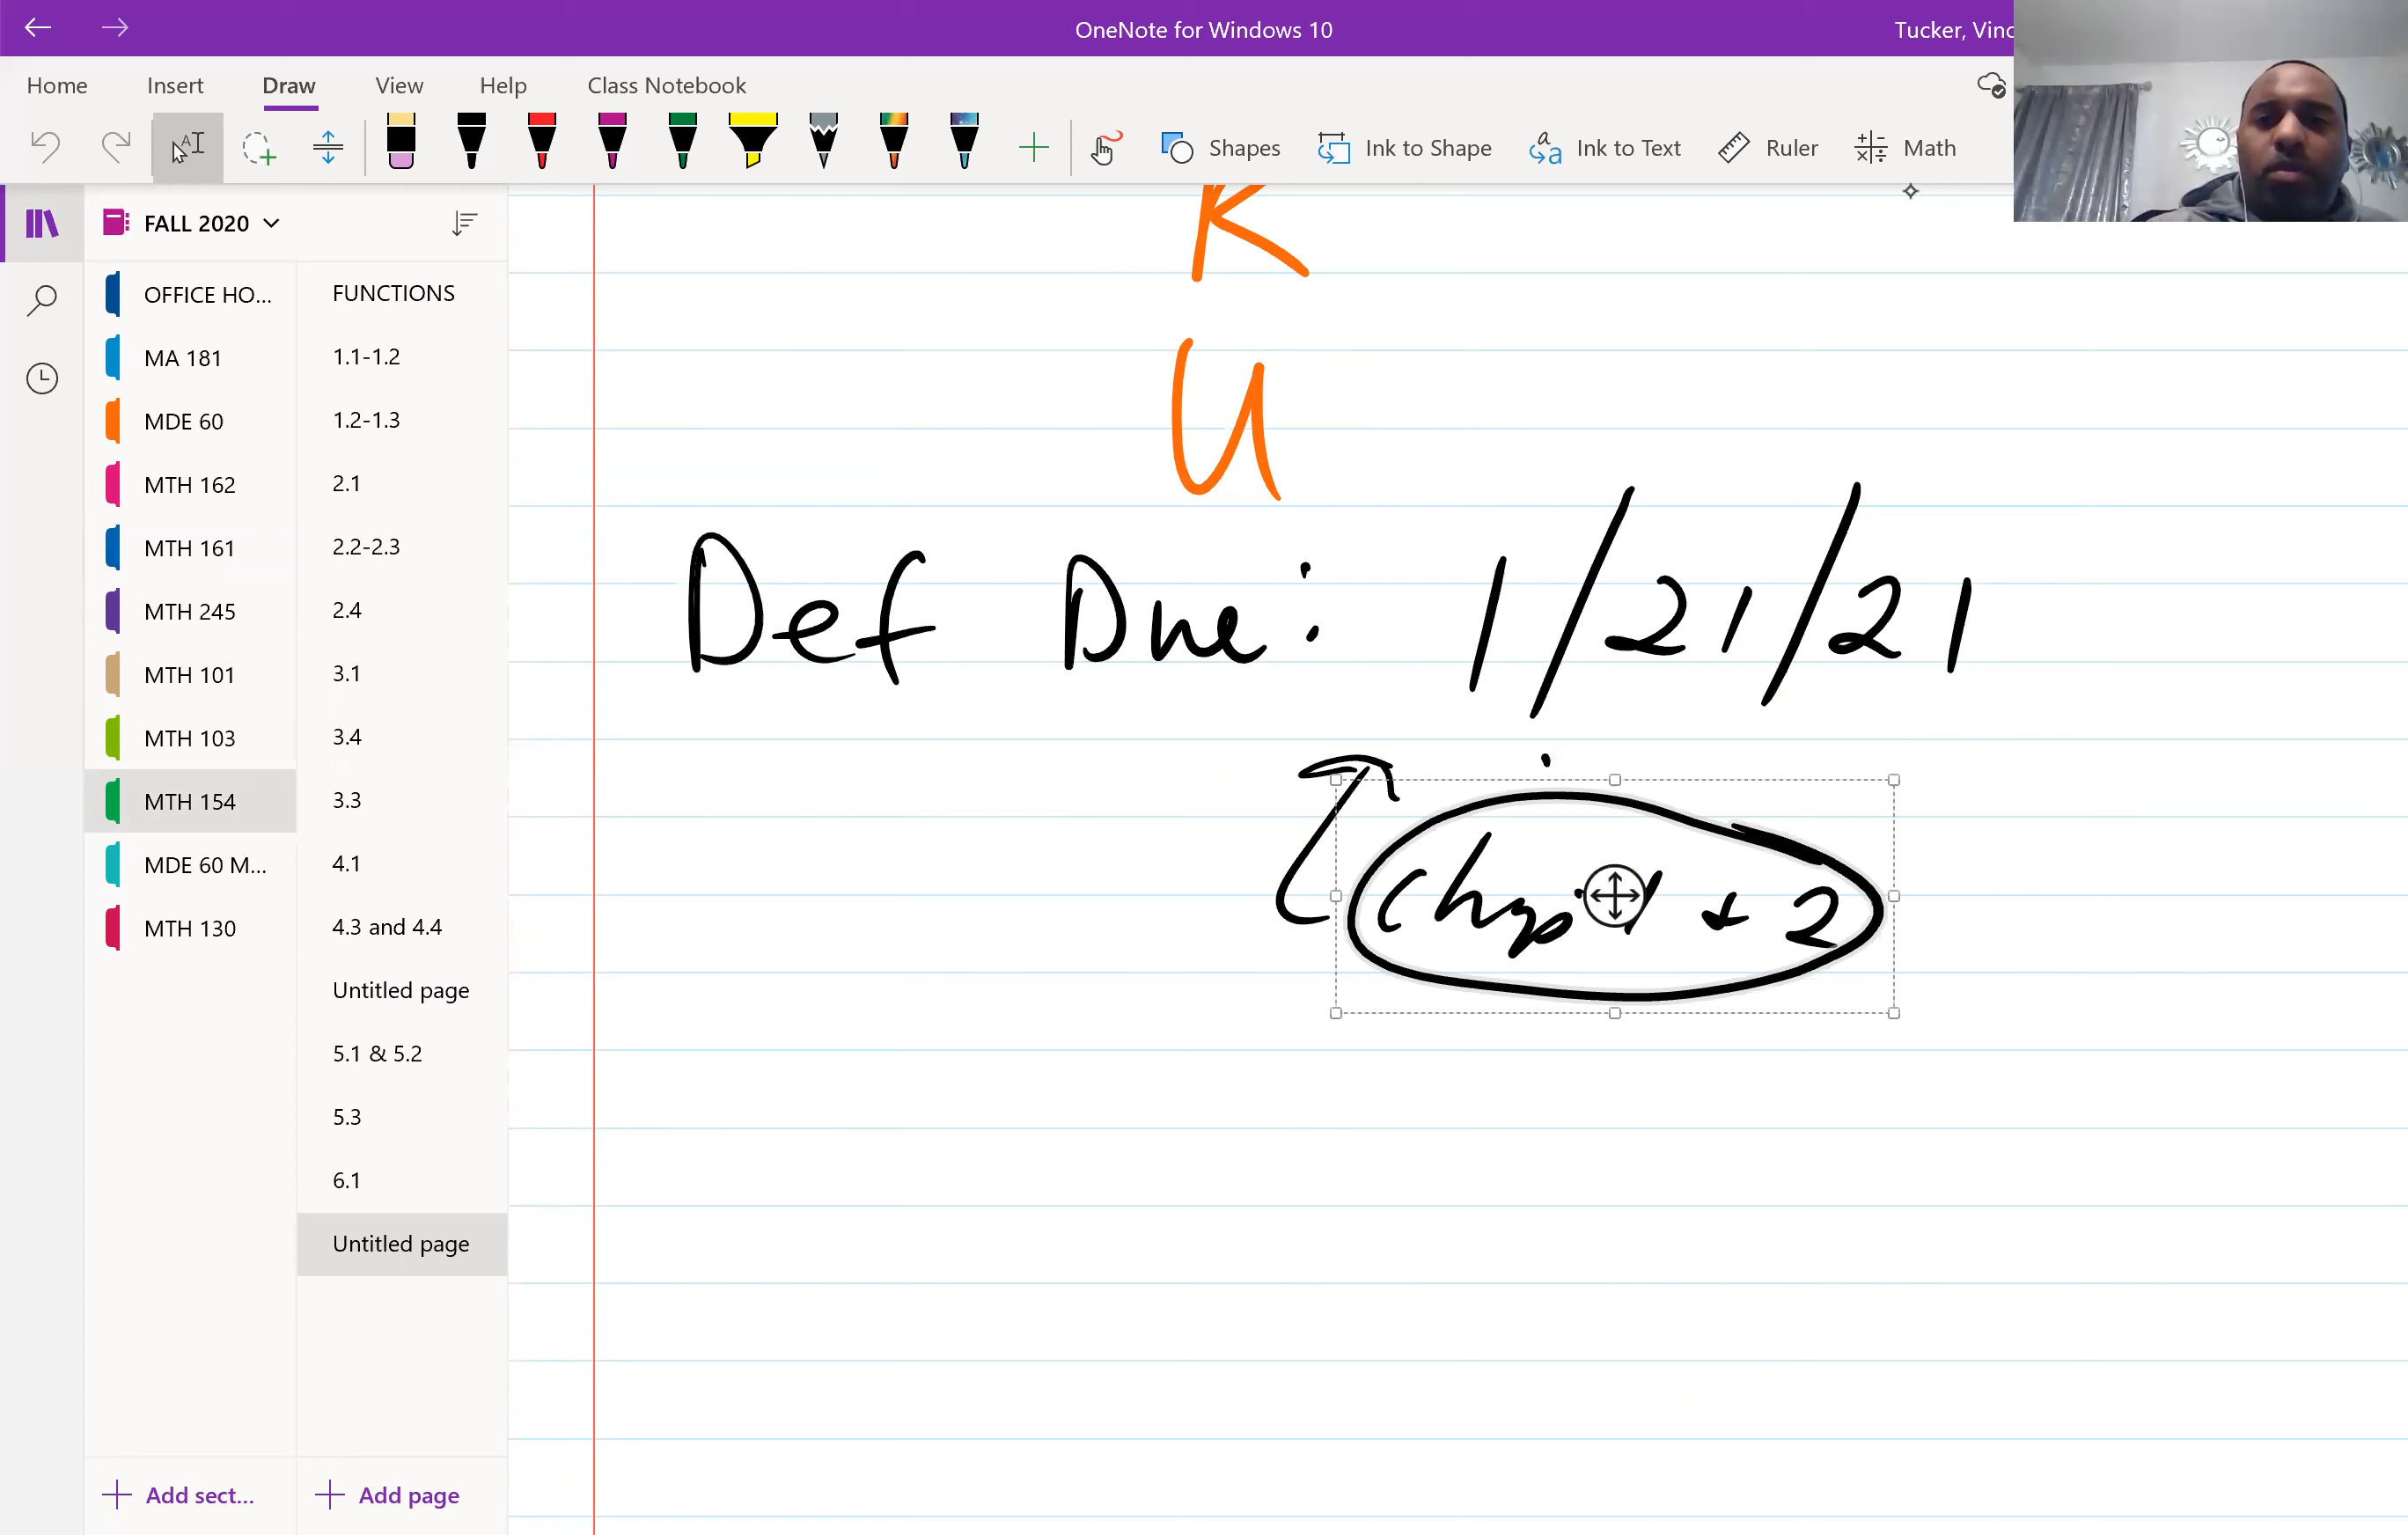 OneNote for Windows 10
Tucker, Vinc
Home Insert Draw View Help Class Notebook
Shapes Ink to Shape Ink to Text Ruler Math
FALL 2020
OFFICE HO...
MA 181
MDE 60
MTH 162
MTH 161
MTH 245
MTH 101
MTH 103
MTH 154
MDE 60 M...
MTH 130
FUNCTIONS
1.1-1.2
1.2-1.3
2.1
2.2-2.3
2.4
3.1
3.4
3.3
4.1
4.3 and 4.4
Untitled page
5.1 & 5.2
5.3
6.1
Untitled page
Add sect...
Add page
K
U
Def Due: 1/21/21
2